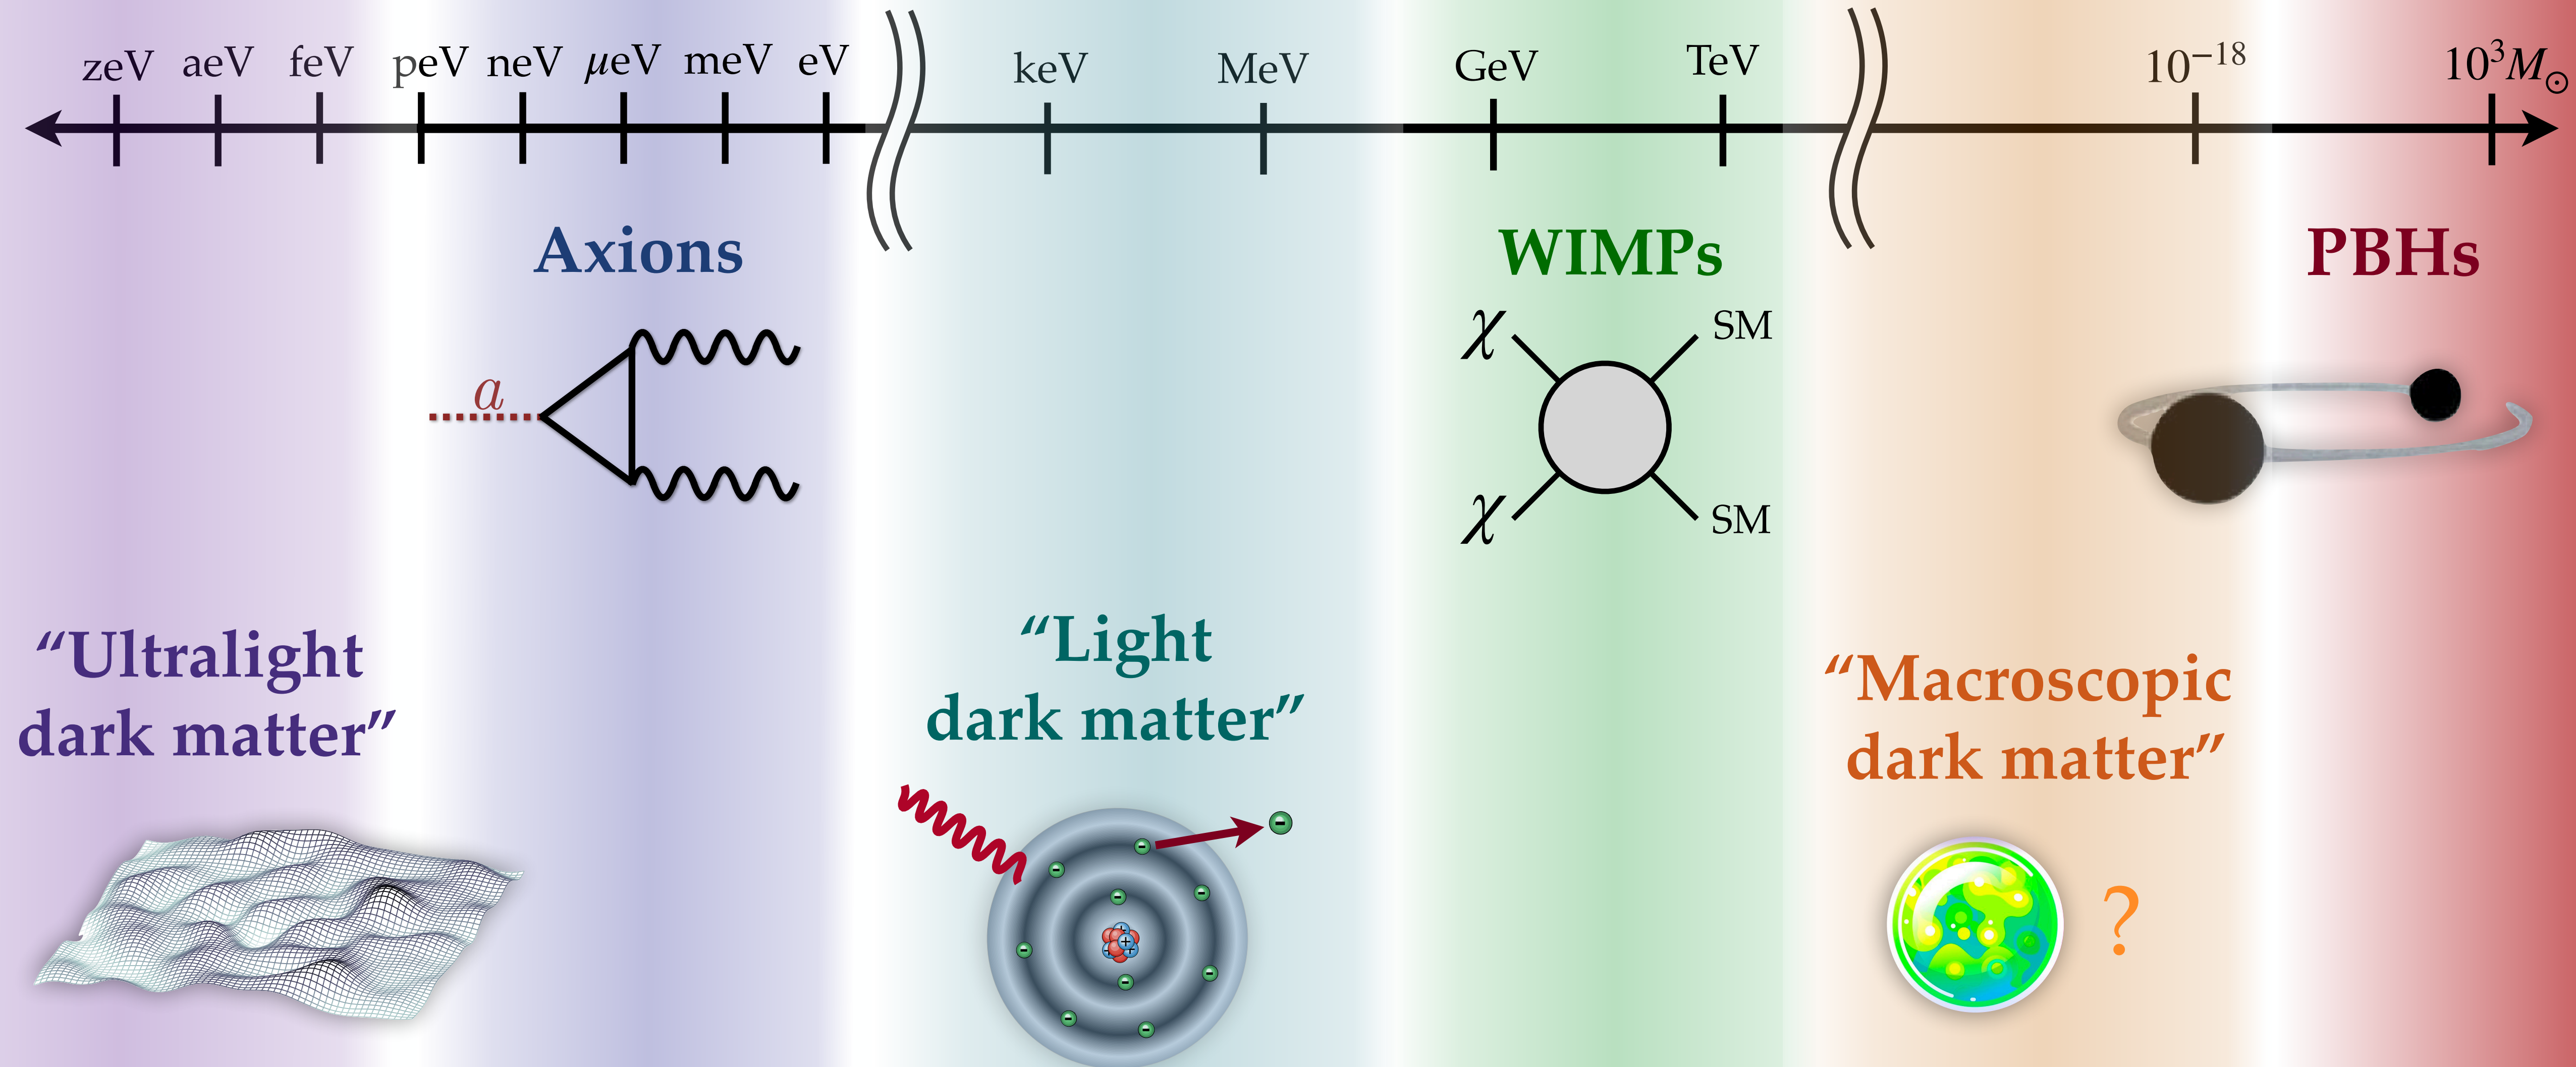 zeV aeV feV peV neV μeV meV eV keV MeV GeV TeV 10⁻¹⁸ 10³M☉
Axions
WIMPs
PBHs
a
χ SM
χ SM
“Ultralight
dark matter”
“Light
dark matter”
“Macroscopic
dark matter”
?